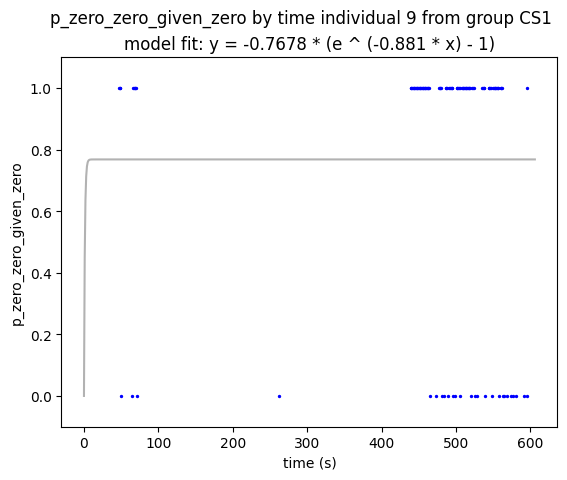 p_zero_zero_given_zero by time individual 9 from group CS1
model fit: y = -0.7678 * (e ^ (-0.881 * x) - 1)
1.0
0.8
0.6
0.4
0.2
0.0
p_zero_zero_given_zero
0 100 200 300 400 500 600
time (s)